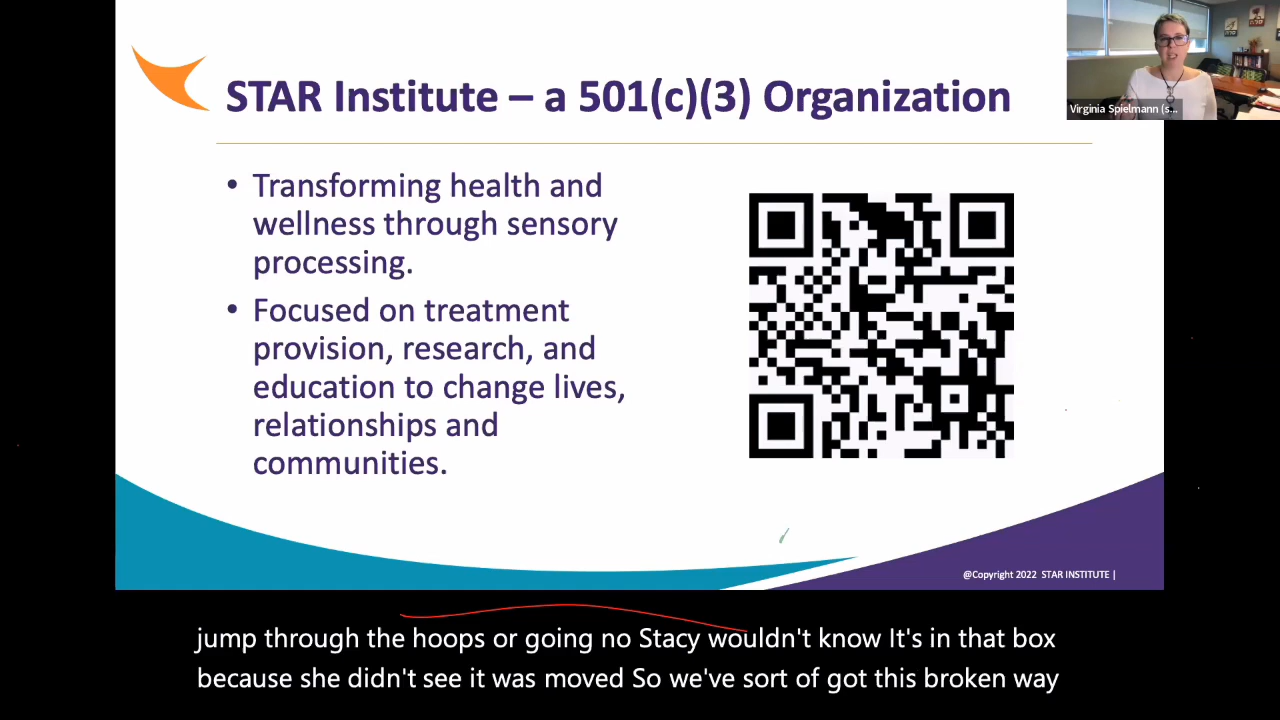 STAR Institute – a 501(c)(3) Organization
Virginia Spielmann (s...
• Transforming health and
wellness through sensory
processing.
• Focused on treatment
provision, research, and
education to change lives,
relationships and
communities.
@Copyright 2022 STAR INSTITUTE |
jump through the hoops or going no Stacy wouldn't know It's in that box
because she didn't see it was moved So we've sort of got this broken way